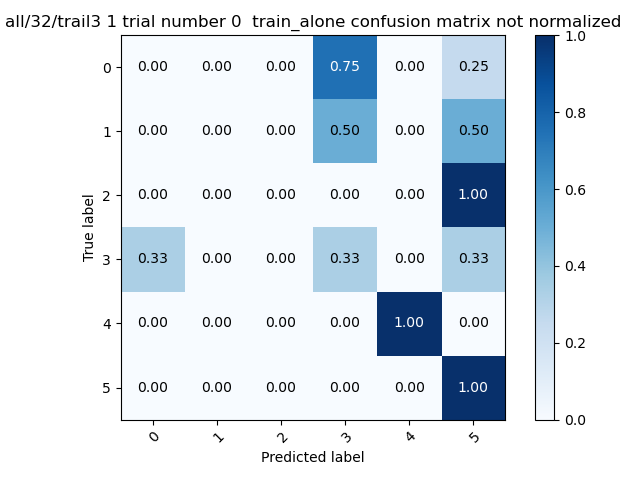 all/32/trail3 1 trial number 0  train_alone confusion matrix not normalized
True label
0 0.00 0.00 0.00 0.75 0.00 0.25
1 0.00 0.00 0.00 0.50 0.00 0.50
2 0.00 0.00 0.00 0.00 0.00 1.00
3 0.33 0.00 0.00 0.33 0.00 0.33
4 0.00 0.00 0.00 0.00 1.00 0.00
5 0.00 0.00 0.00 0.00 0.00 1.00
0 1 2 3 4 5
Predicted label
1.0
0.8
0.6
0.4
0.2
0.0